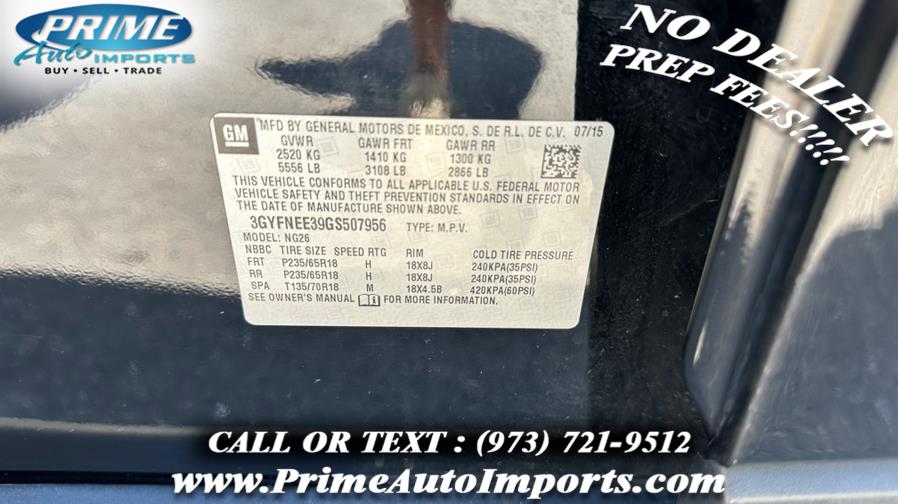 PRIME
Auto IMPORTS
BUY • SELL • TRADE
NO DEALER
PREP FEES!!!!!
GM
MFD BY GENERAL MOTORS DE MEXICO, S. DE R.L. DE C.V. 07/15
GVWR GAWR FRT GAWR RR
2520 KG 1410 KG 1300 KG
5556 LB 3108 LB 2866 LB
THIS VEHICLE CONFORMS TO ALL APPLICABLE U.S. FEDERAL MOTOR
VEHICLE SAFETY AND THEFT PREVENTION STANDARDS IN EFFECT ON
THE DATE OF MANUFACTURE SHOWN ABOVE.
3GYFNEE39GS507956 TYPE: M.P.V.
MODEL: NG26
NBBC TIRE SIZE SPEED RTG RIM COLD TIRE PRESSURE
FRT P235/65R18 H 18X8J 240KPA(35PSI)
RR P235/65R18 H 18X8J 240KPA(35PSI)
SPA T135/70R18 M 18X4.5B 420KPA(60PSI)
SEE OWNER'S MANUAL FOR MORE INFORMATION.
CALL OR TEXT : (973) 721-9512
www.PrimeAutoImports.com